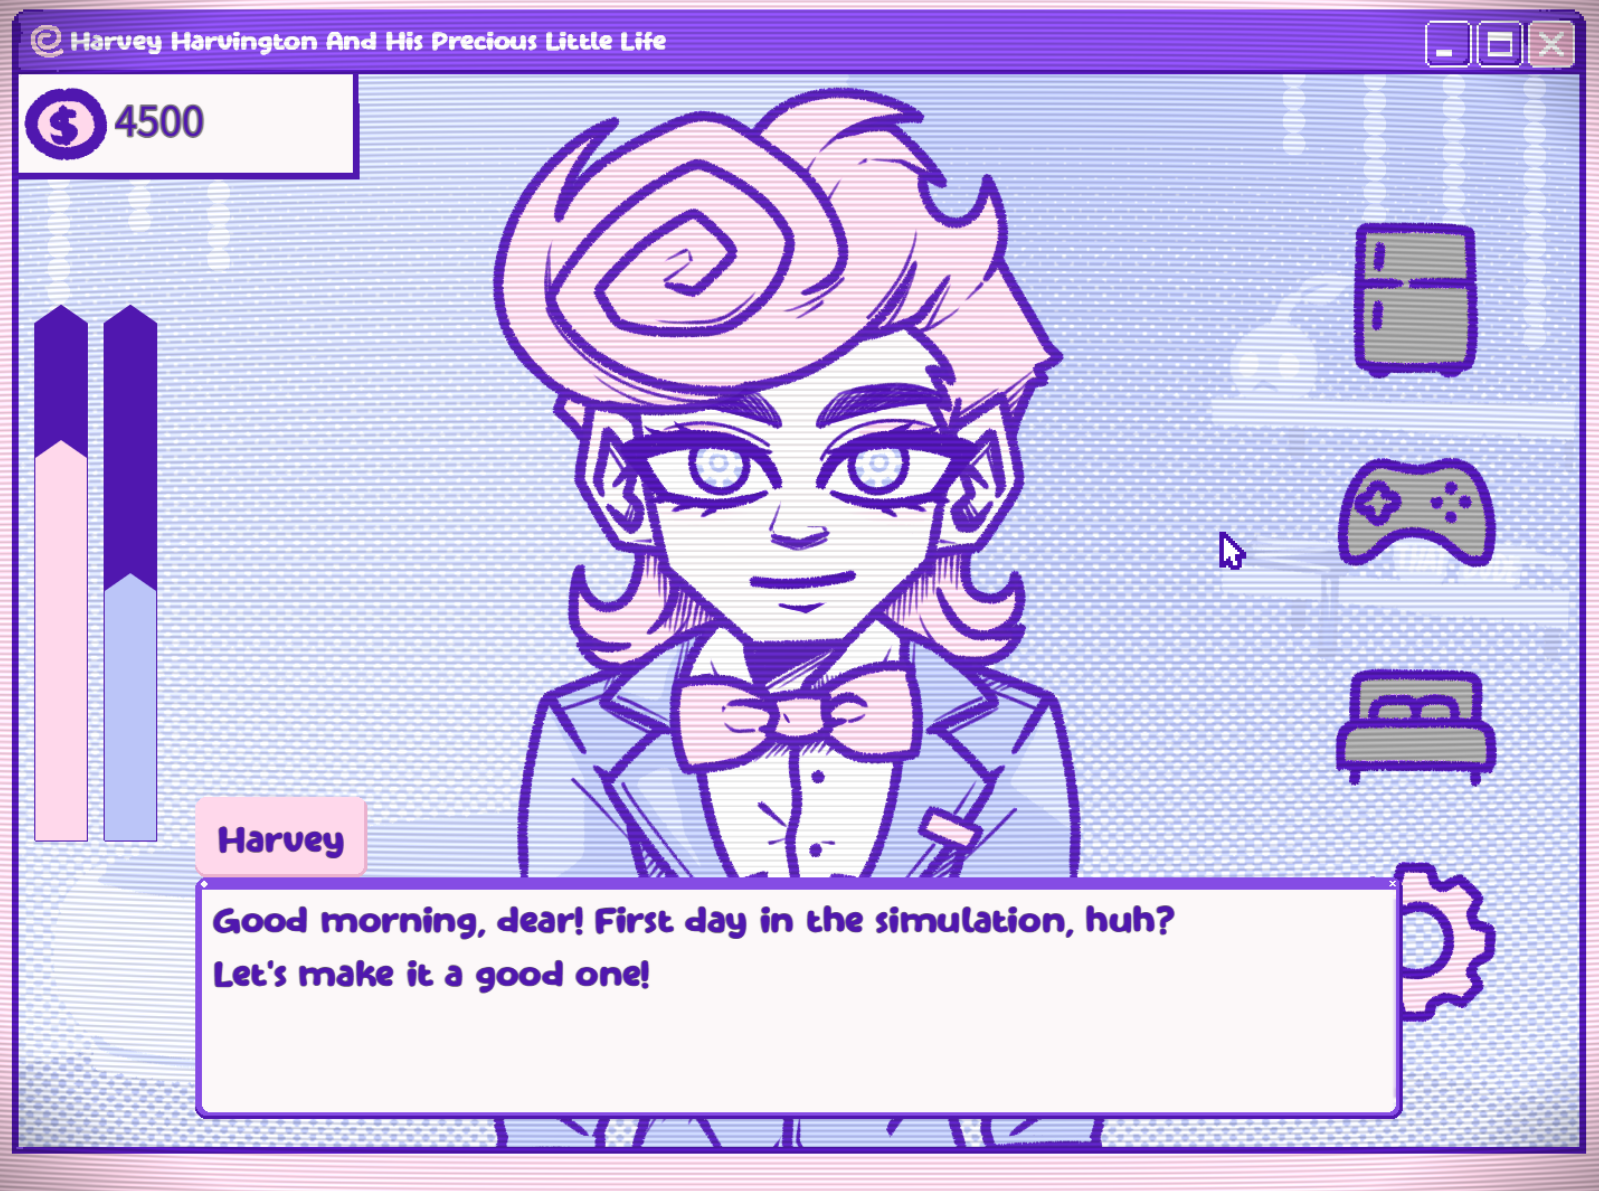 Harvey Harvington And His Precious Little Life
$ 4500
Harvey
Good morning, dear! First day in the simulation, huh?
Let's make it a good one!